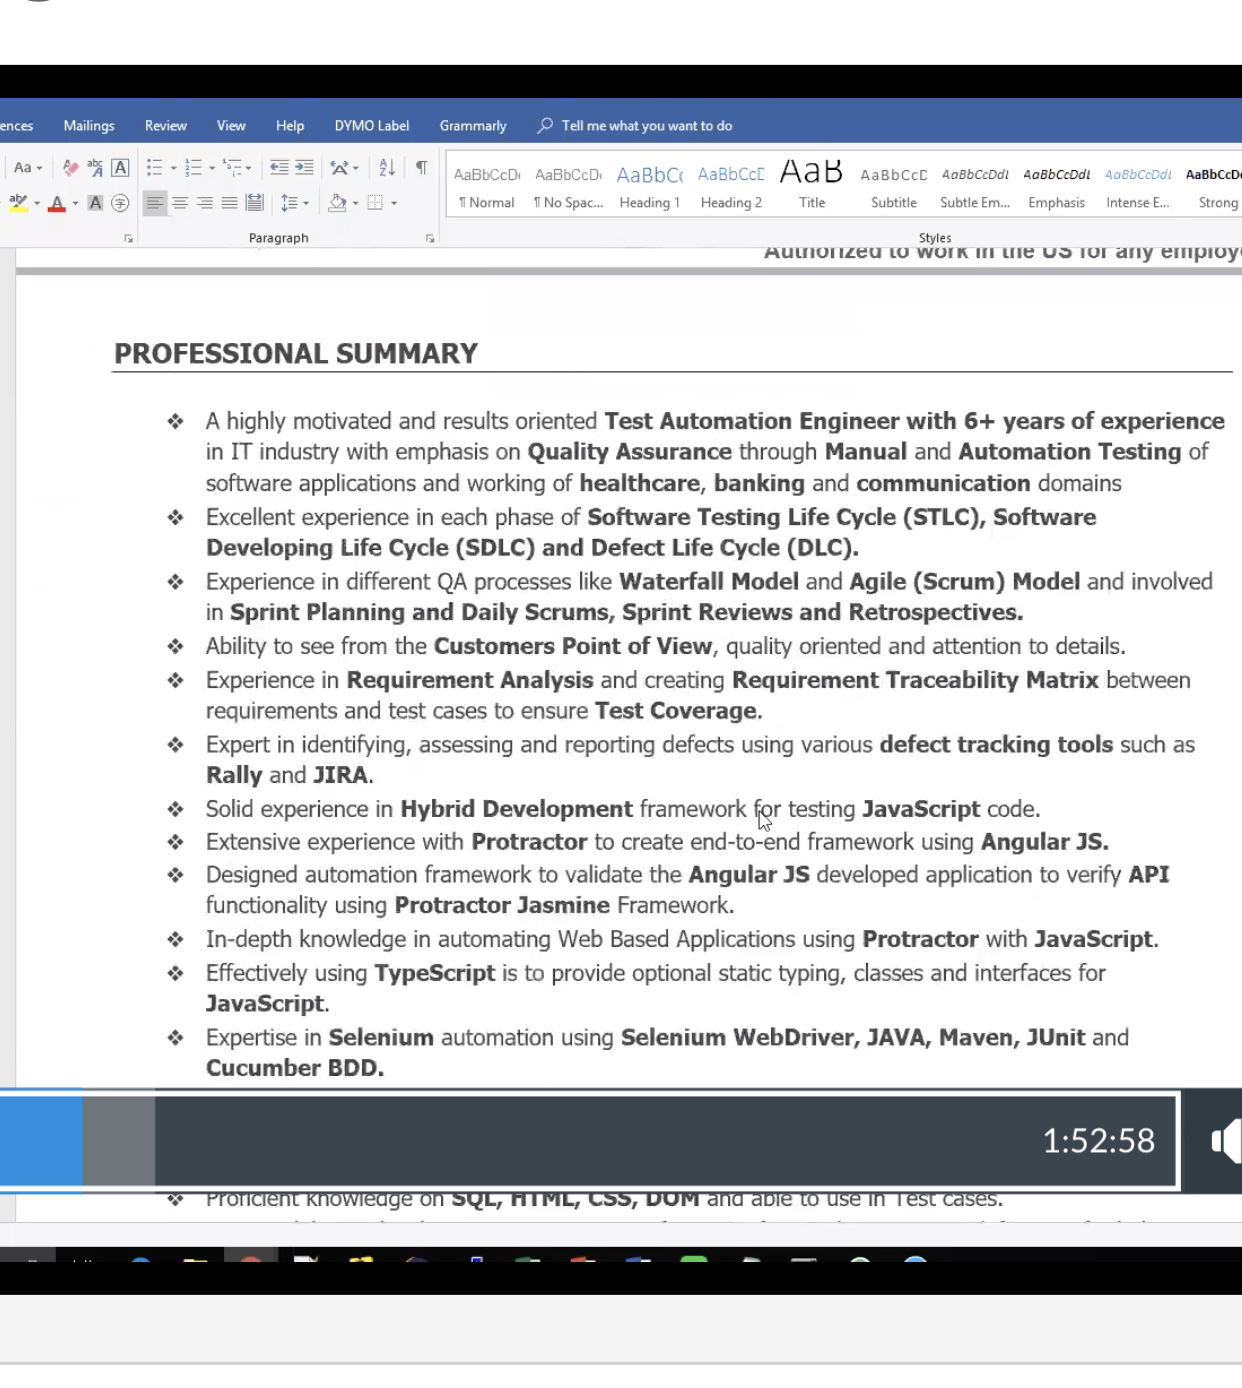 ences Mailings Review View Help DYMO Label Grammarly Tell me what you want to do
Aa
AaBbCcDd AaBbCcDd AaBbCc AaBbCcE AaB AaBbCcD AaBbCcDdl AaBbCcDdl AaBbCcDdl AaBbCcDd
¶ Normal ¶ No Spac... Heading 1 Heading 2 Title Subtitle Subtle Em... Emphasis Intense E... Strong
Paragraph Styles
Authorized to work in the US for any employ
PROFESSIONAL SUMMARY
❖ A highly motivated and results oriented Test Automation Engineer with 6+ years of experience
in IT industry with emphasis on Quality Assurance through Manual and Automation Testing of
software applications and working of healthcare, banking and communication domains
❖ Excellent experience in each phase of Software Testing Life Cycle (STLC), Software
Developing Life Cycle (SDLC) and Defect Life Cycle (DLC).
❖ Experience in different QA processes like Waterfall Model and Agile (Scrum) Model and involved
in Sprint Planning and Daily Scrums, Sprint Reviews and Retrospectives.
❖ Ability to see from the Customers Point of View, quality oriented and attention to details.
❖ Experience in Requirement Analysis and creating Requirement Traceability Matrix between
requirements and test cases to ensure Test Coverage.
❖ Expert in identifying, assessing and reporting defects using various defect tracking tools such as
Rally and JIRA.
❖ Solid experience in Hybrid Development framework for testing JavaScript code.
❖ Extensive experience with Protractor to create end-to-end framework using Angular JS.
❖ Designed automation framework to validate the Angular JS developed application to verify API
functionality using Protractor Jasmine Framework.
❖ In-depth knowledge in automating Web Based Applications using Protractor with JavaScript.
❖ Effectively using TypeScript is to provide optional static typing, classes and interfaces for
JavaScript.
❖ Expertise in Selenium automation using Selenium WebDriver, JAVA, Maven, JUnit and
Cucumber BDD.
1:52:58
❖ Proficient knowledge on SQL, HTML, CSS, DOM and able to use in Test cases.